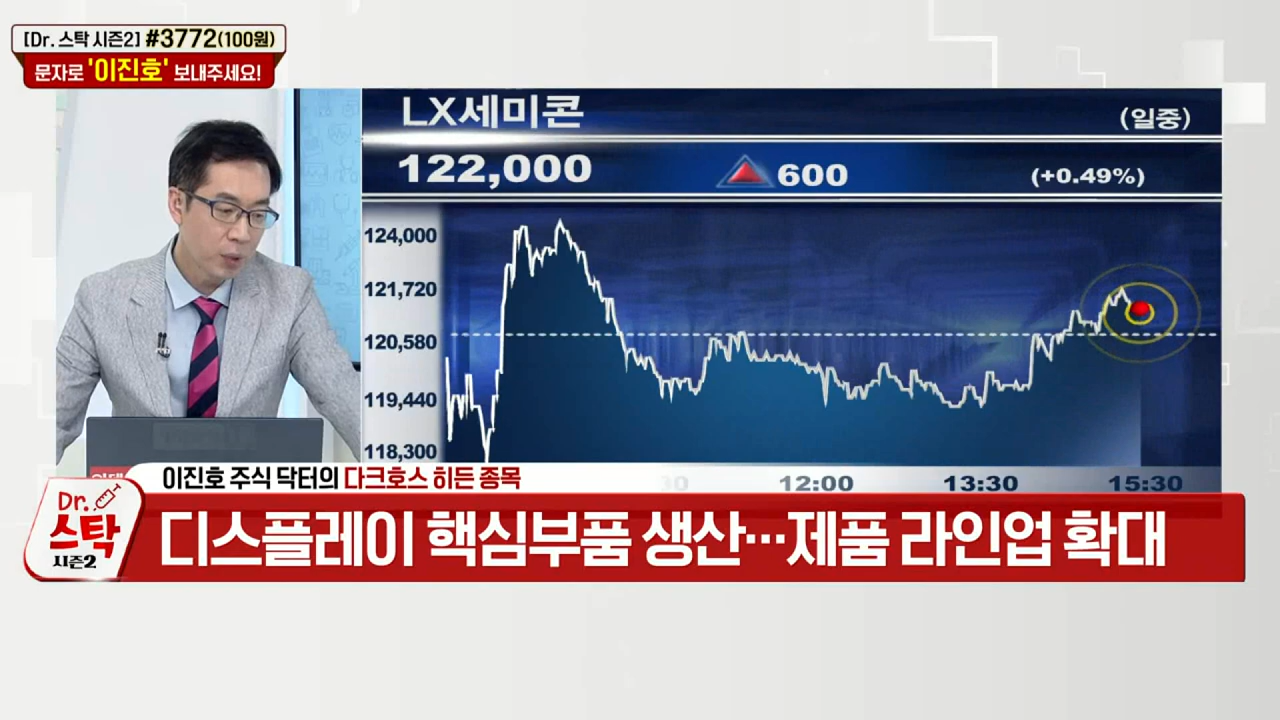 [Dr. 스탁 시즌2] #3772(100원)
문자로 '이진호' 보내주세요!
LX세미콘
(일중)
122,000
600
(+0.49%)
124,000
121,720
120,580
119,440
118,300
30
12:00
13:30
15:30
이진호 주식 닥터의 다크호스 히든 종목
Dr.
스탁
시즌2
디스플레이 핵심부품 생산…제품 라인업 확대